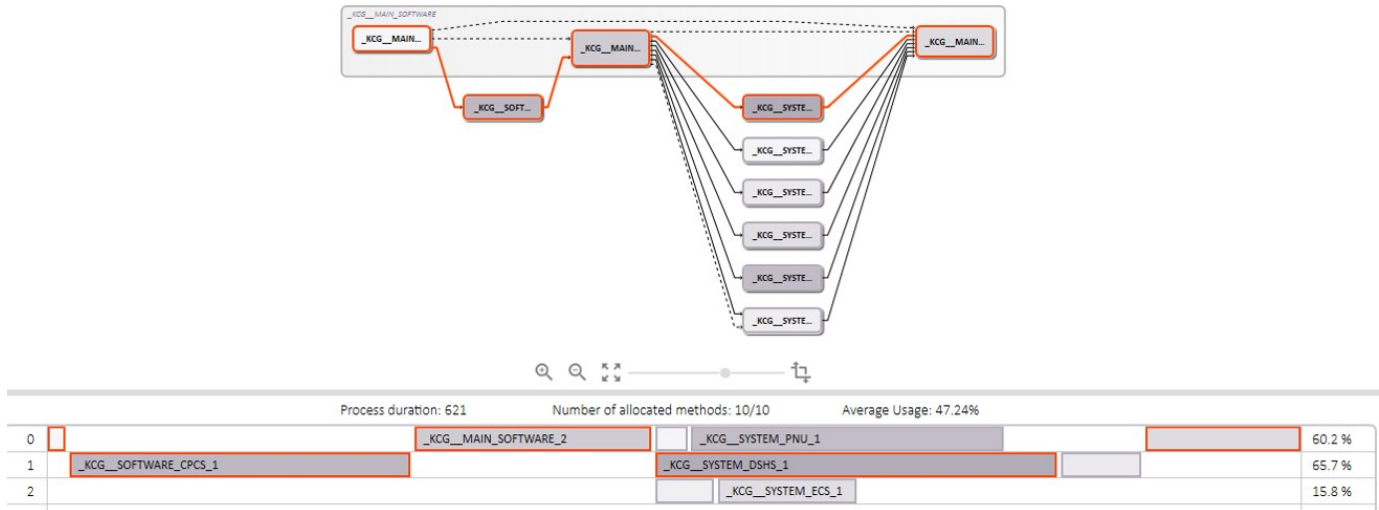 _KCG__MAIN_SOFTWARE
_KCG__MAIN...
_KCG__MAIN...
_KCG__MAIN...
_KCG__SOFT...
_KCG__SYSTE...
_KCG__SYSTE...
_KCG__SYSTE...
_KCG__SYSTE...
_KCG__SYSTE...
_KCG__SYSTE...
Process duration: 621 Number of allocated methods: 10/10 Average Usage: 47.24%
0 _KCG__MAIN_SOFTWARE_2 _KCG__SYSTEM_PNU_1 60.2 %
1 _KCG__SOFTWARE_CPCS_1 _KCG__SYSTEM_DSHS_1 65.7 %
2 _KCG__SYSTEM_ECS_1 15.8 %